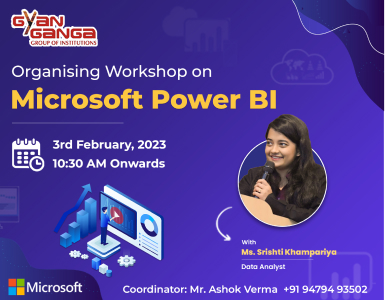 GYAN
GANGA
GROUP OF INSTITUTIONS
Organising Workshop on
Microsoft Power BI
3rd February, 2023
10:30 AM Onwards
With
Ms. Srishti Khampariya
Data Analyst
Microsoft
Coordinator: Mr. Ashok Verma +91 94794 93502